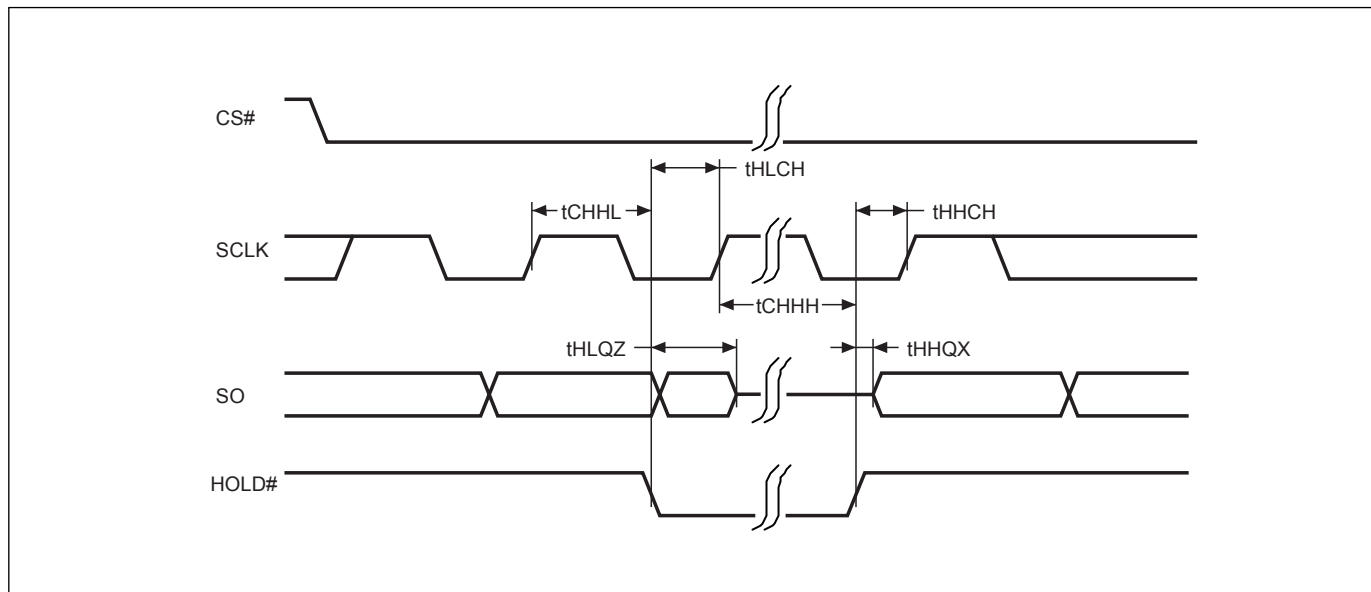 CS#
tHLCH
tCHHL
tHHCH
SCLK
tCHHH
tHLQZ
tHHQX
SO
HOLD#